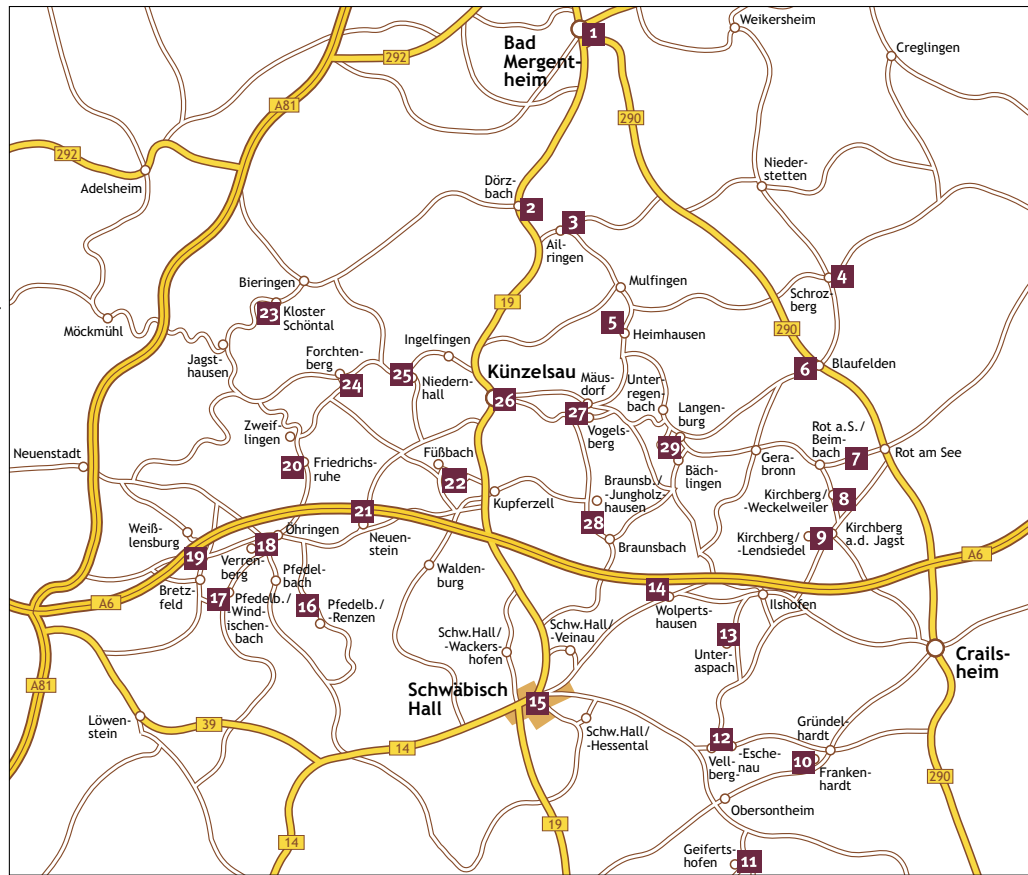 Weikersheim
1
Bad
Mergent-
heim
Creglingen
292
A81
290
292
Adelsheim
Nieder-
stetten
Dörz-
bach
2
3
Ail-
ringen
4
Schroz-
berg
Bieringen
Mulfingen
23
Kloster
Schöntal
19
5
Heimhausen
Möckmühl
290
Jagst-
hausen
Ingelfingen
Forchten-
berg
24
25
Niedern-
hall
Künzelsau
26
6
Blaufelden
Mäus-
dorf
27
Vogels-
berg
Unter-
regen-
bach
Langen-
burg
29
Bäch-
lingen
Rot a.S./
Beim-
bach
7
Rot am See
Gera-
bronn
Zweif-
lingen
20
Friedrichs-
ruhe
Neuenstadt
Füßbach
22
Kupferzell
Braunsb./
-Jungholz-
hausen
28
Braunsbach
Kirchberg/
-Weckelweiler
8
Kirchberg/
-Lendsiedel
9
Kirchberg
a.d. Jagst
21
Neuen-
stein
Weiß-
lensburg
19
Bretz-
feld
Öhringen
18
Verren-
berg
Pfedel-
bach
17
Pfedelb./
-Wind-
ischen-
bach
16
Pfedelb./
-Renzen
Walden-
burg
A6
A6
14
Wolperts-
hausen
Ilshofen
13
Unter-
aspach
Schw.Hall/
-Wackers-
hofen
Schw.Hall/
-Veinau
Crails-
heim
A81
Schwäbisch
Hall
15
Löwen-
stein
39
14
Schw.Hall/
-Hessental
12
Vell-
berg-
-Esche-
nau
Gründel-
hardt
10
Franken-
hardt
290
Obersontheim
14
19
Geiferts-
hofen
11